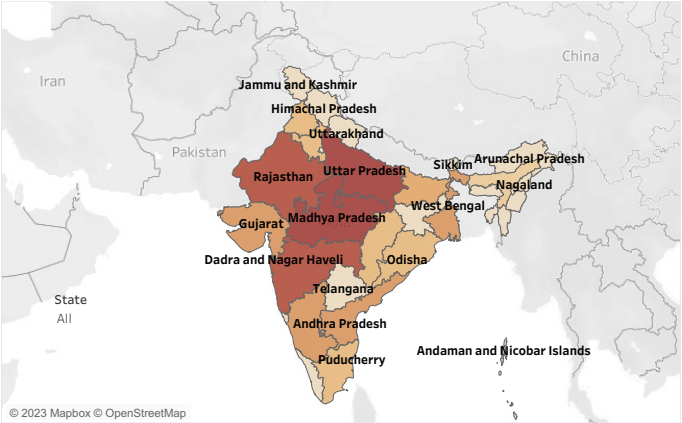 China
Iran
Jammu and Kashmir
Himachal Pradesh
Uttarakhand
Pakistan
Sikkim
Arunachal Pradesh
Rajasthan
Uttar Pradesh
Nagaland
West Bengal
Gujarat
Madhya Pradesh
Dadra and Nagar Haveli
Odisha
Telangana
State
All
Andhra Pradesh
Puducherry
Andaman and Nicobar Islands
© 2023 Mapbox © OpenStreetMap